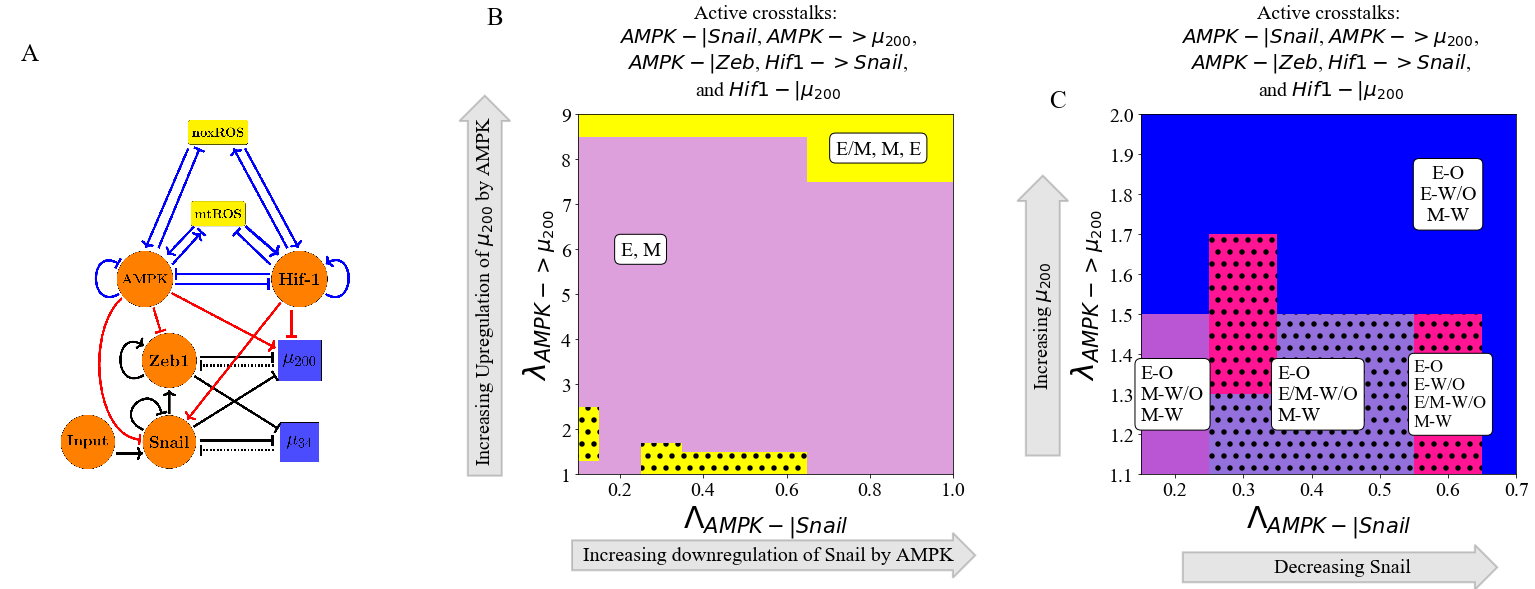 A
noxROS
mtROS
AMPK
Hif-1
Zeb1
μ200
Input
Snail
μ34
B
Active crosstalks:
AMPK − |Snail, AMPK − > μ200,
AMPK − |Zeb, Hif1 − > Snail,
and Hif1 − |μ200
Increasing Upregulation of μ200 by AMPK
λAMPK − > μ200
9
8
7
6
5
4
3
2
1
E/M, M, E
E, M
0.2 0.4 0.6 0.8 1.0
ΛAMPK − |Snail
Increasing downregulation of Snail by AMPK
C
Active crosstalks:
AMPK − |Snail, AMPK − > μ200,
AMPK − |Zeb, Hif1 − > Snail,
and Hif1 − |μ200
Increasing μ200
λAMPK − > μ200
2.0
1.9
1.8
1.7
1.6
1.5
1.4
1.3
1.2
1.1
E-O
E-W/O
M-W
E-O
M-W/O
M-W
E-O
E/M-W/O
M-W
E-O
E-W/O
E/M-W/O
M-W
0.2 0.3 0.4 0.5 0.6 0.7
ΛAMPK − |Snail
Decreasing Snail